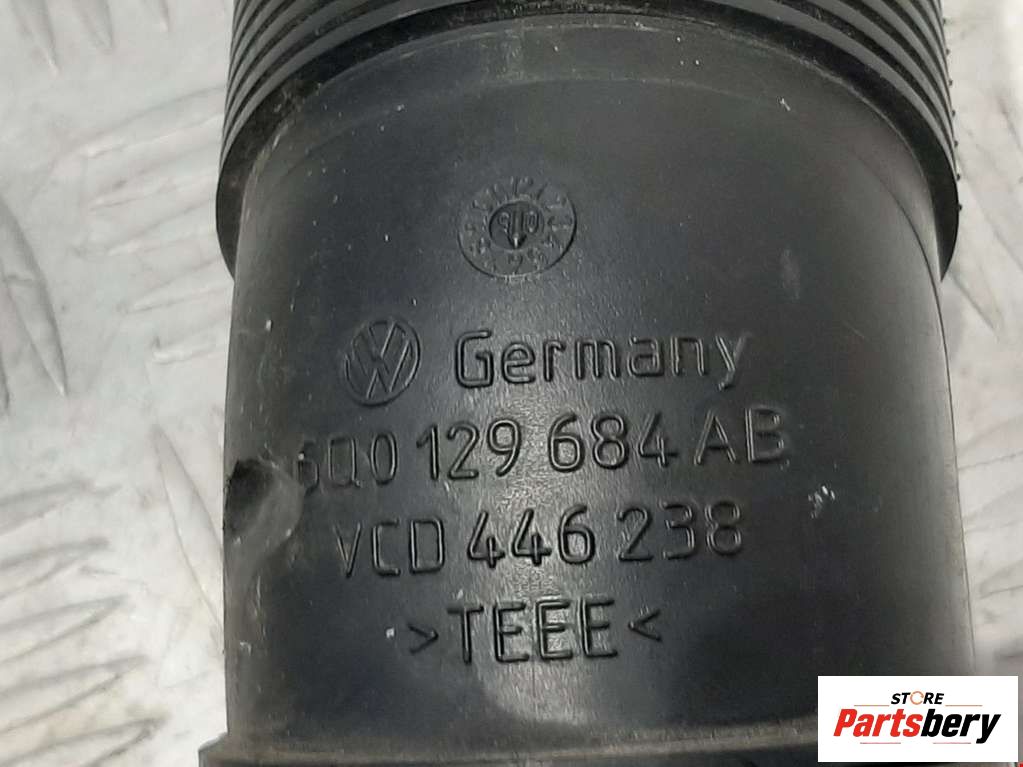 Germany
6Q0 129 684 AB
VCD 446 238
>TEEE<
STORE
Partsbery